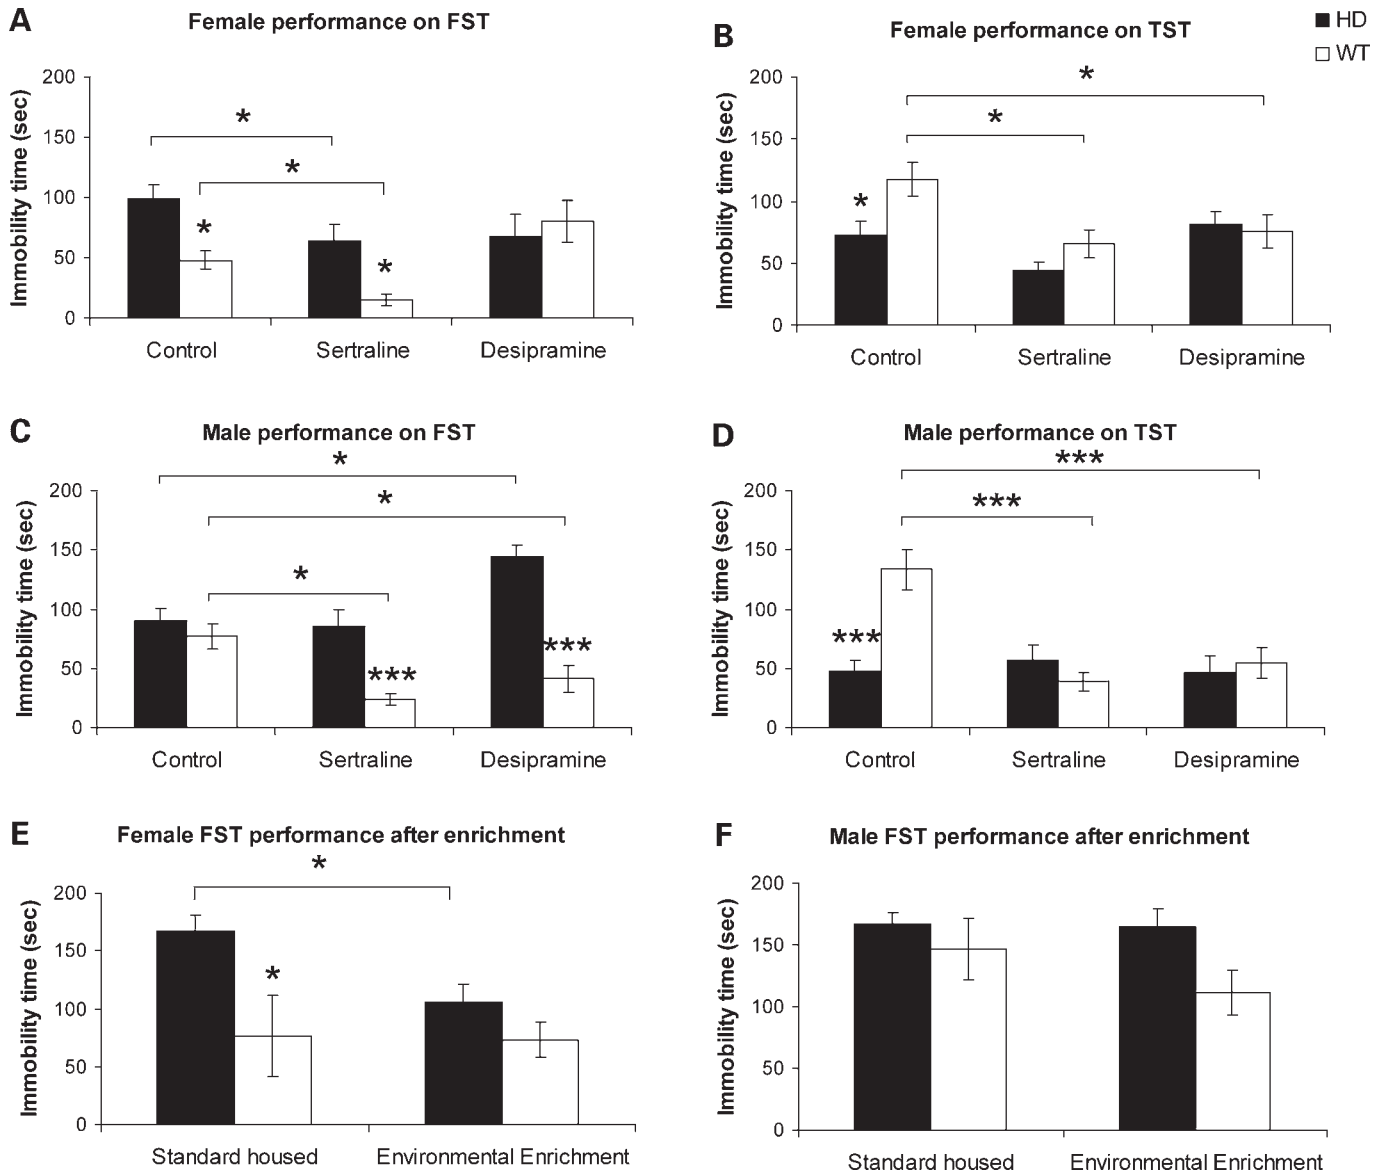 A
Female performance on FST
B
Female performance on TST
HD
WT
Immobility time (sec)
200
150
100
50
0
*
*
*
*
Control
Sertraline
Desipramine
Immobility time (sec)
200
150
100
50
0
*
*
*
Control
Sertraline
Desipramine
C
Male performance on FST
Immobility time (sec)
200
150
100
50
0
*
*
*
***
***
Control
Sertraline
Desipramine
D
Male performance on TST
Immobility time (sec)
200
150
100
50
0
***
***
***
Control
Sertraline
Desipramine
E
Female FST performance after enrichment
Immobility time (sec)
200
150
100
50
0
*
*
Standard housed
Environmental Enrichment
F
Male FST performance after enrichment
Immobility time (sec)
200
150
100
50
0
Standard housed
Environmental Enrichment